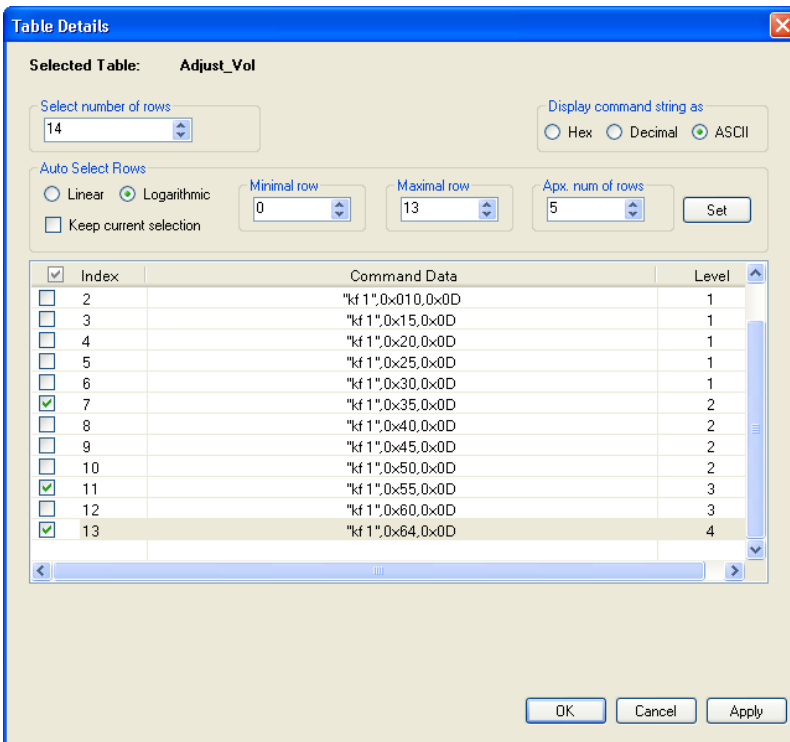 Table Details
Selected Table: Adjust_Vol
Select number of rows
14
Display command string as
Hex Decimal ASCII
Auto Select Rows
Linear Logarithmic
Keep current selection
Minimal row
0
Maximal row
13
Apx. num of rows
5
Set
Index Command Data Level
2 "kf 1",0x010,0x0D 1
3 "kf 1",0x15,0x0D 1
4 "kf 1",0x20,0x0D 1
5 "kf 1",0x25,0x0D 1
6 "kf 1",0x30,0x0D 1
7 "kf 1",0x35,0x0D 2
8 "kf 1",0x40,0x0D 2
9 "kf 1",0x45,0x0D 2
10 "kf 1",0x50,0x0D 2
11 "kf 1",0x55,0x0D 3
12 "kf 1",0x60,0x0D 3
13 "kf 1",0x64,0x0D 4
OK Cancel Apply